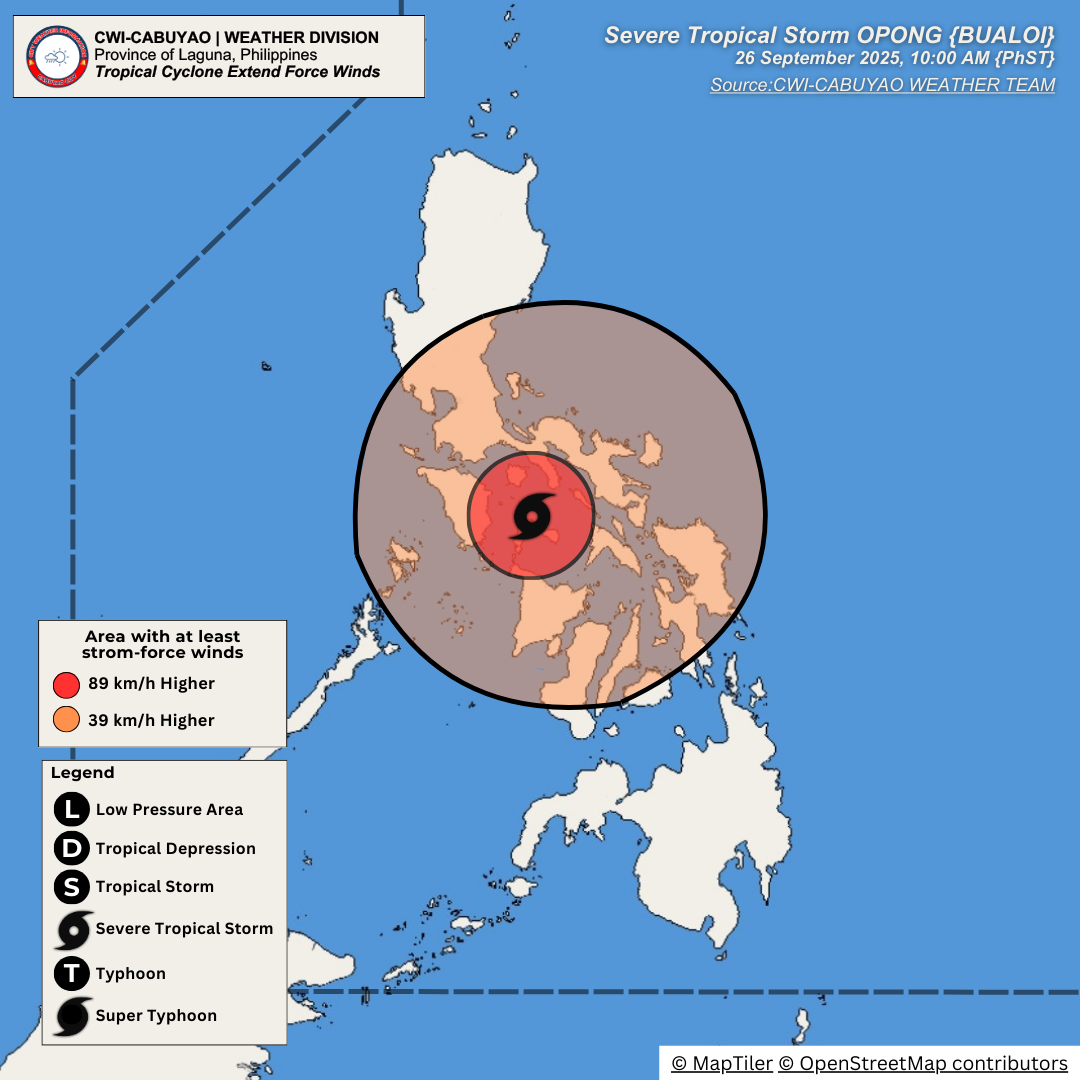 CWI-CABUYAO | WEATHER DIVISION
Province of Laguna, Philippines
Tropical Cyclone Extend Force Winds
Severe Tropical Storm OPONG {BUALOI}
26 September 2025, 10:00 AM {PhST}
Source:CWI-CABUYAO WEATHER TEAM
Area with at least
strom-force winds
89 km/h Higher
39 km/h Higher
Legend
L Low Pressure Area
D Tropical Depression
S Tropical Storm
Severe Tropical Storm
T Typhoon
Super Typhoon
© MapTiler © OpenStreetMap contributors